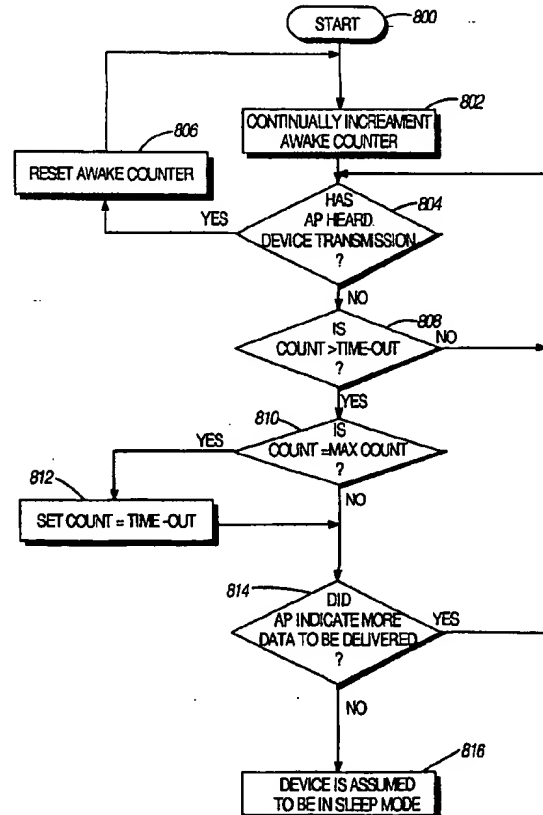 START
800
802
CONTINUALLY INCREAMENT
AWAKE COUNTER
806
RESET AWAKE COUNTER
804
HAS
AP HEARD
DEVICE TRANSMISSION
?
YES
NO
808
IS
COUNT >TIME-OUT
?
NO
YES
810
IS
COUNT =MAX COUNT
?
YES
NO
812
SET COUNT = TIME -OUT
814
DID
AP INDICATE MORE
DATA TO BE DELIVERED
?
YES
NO
816
DEVICE IS ASSUMED
TO BE IN SLEEP MODE